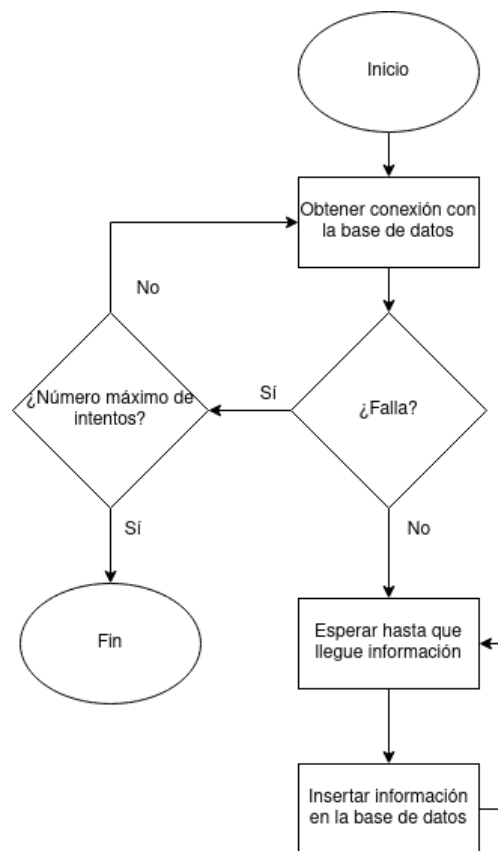 Inicio
Obtener conexión con
la base de datos
No
¿Número máximo de
intentos?
Sí
¿Falla?
Sí
No
Fin
Esperar hasta que
llegue información
Insertar información
en la base de datos